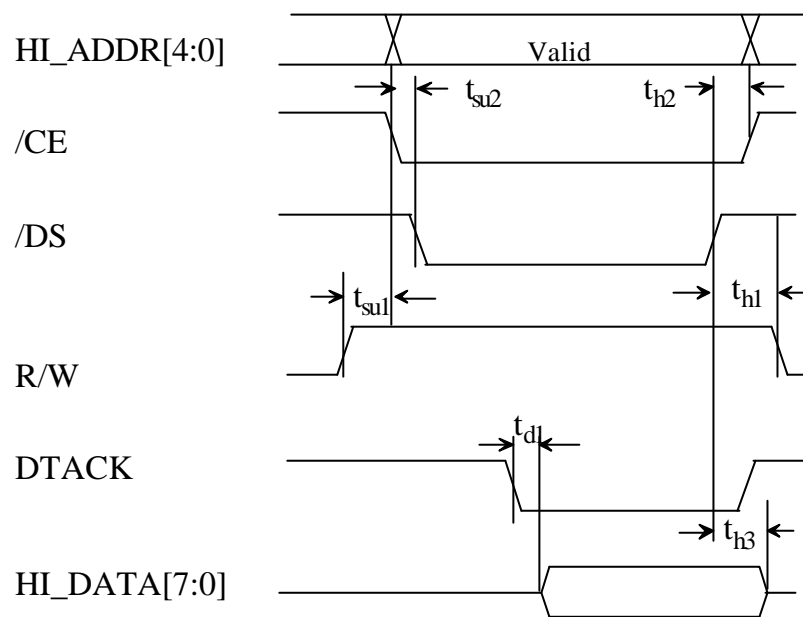 HI_ADDR[4:0]
Valid
tsu2
th2
/CE
/DS
tsu1
th1
R/W
td1
DTACK
th3
HI_DATA[7:0]